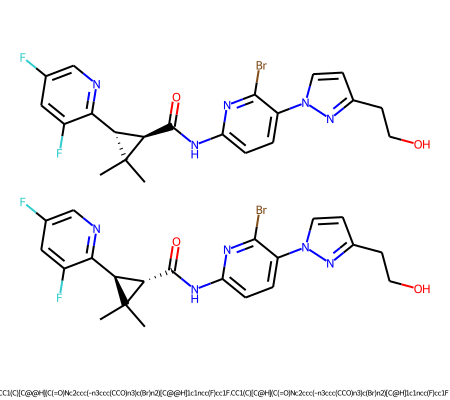 Br
F
N O N N
N
F N OH
H
Br
F
N O N N
N
F N OH
H
CC1(C)[C@@H](C(=O)Nc2ccc(-n3ccc(CCO)n3)c(Br)n2)[C@@H]1c1ncc(F)cc1F.CC1(C)[C@H](C(=O)Nc2ccc(-n3ccc(CCO)n3)c(Br)n2)[C@H]1c1ncc(F)cc1F